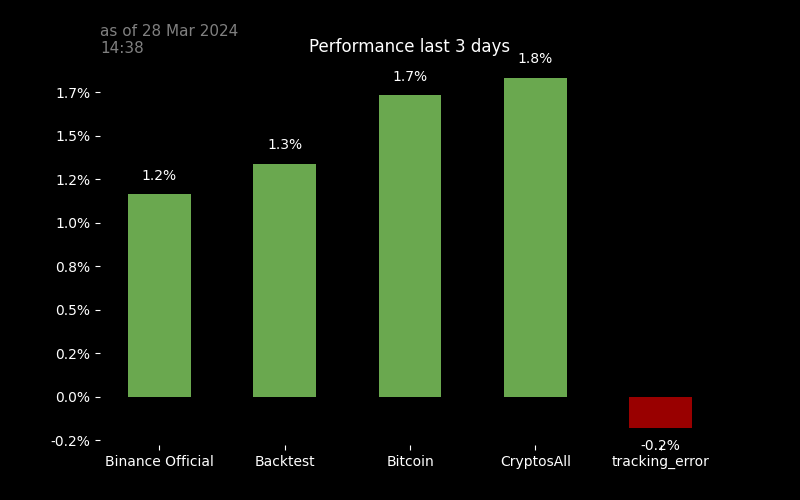 as of 28 Mar 2024
14:38
Performance last 3 days
1.8%
1.7%
1.3%
1.2%
1.7%
1.5%
1.2%
1.0%
0.8%
0.5%
0.2%
0.0%
-0.2%
-0.2%
Binance Official
Backtest
Bitcoin
CryptosAll
tracking_error